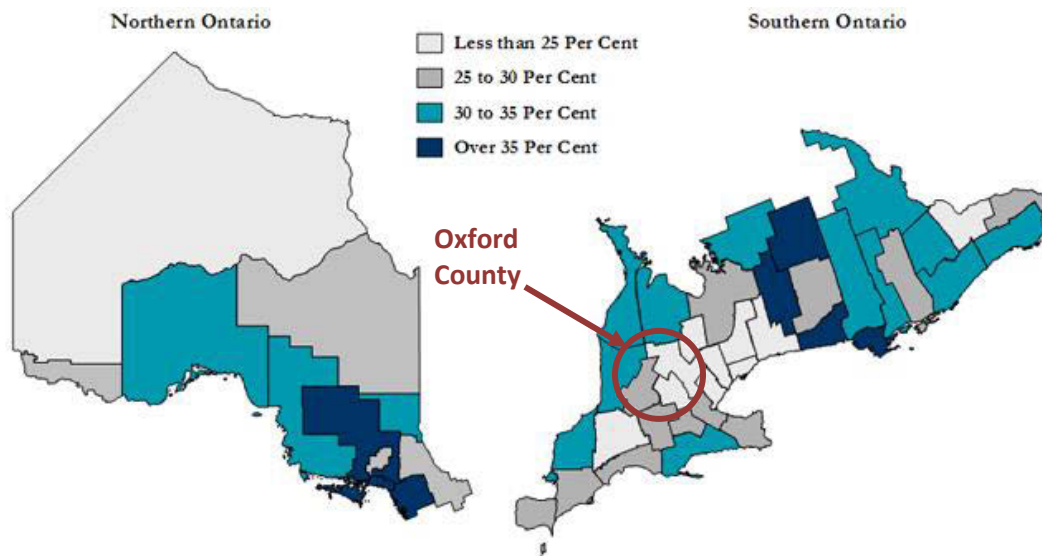 Northern Ontario
Southern Ontario
Less than 25 Per Cent
25 to 30 Per Cent
30 to 35 Per Cent
Over 35 Per Cent
Oxford
County